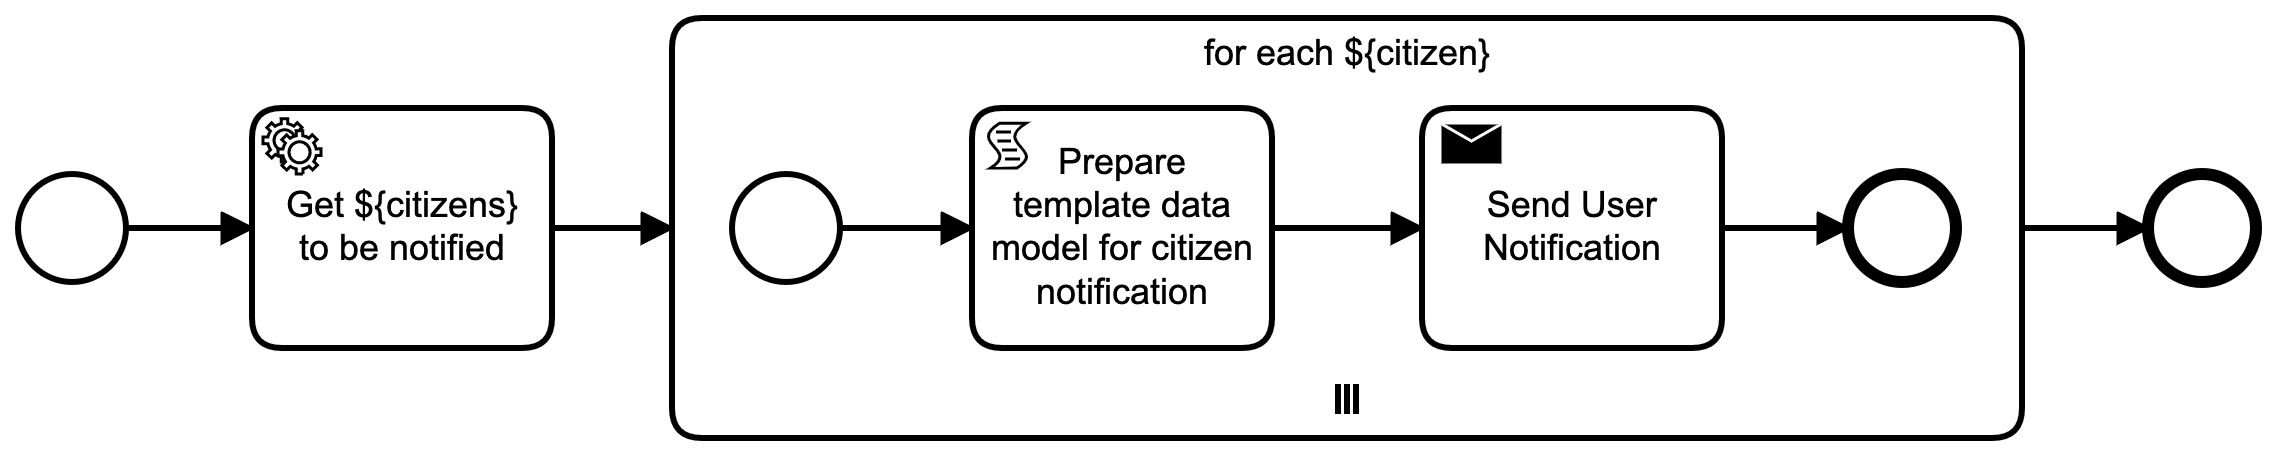 for each ${citizen}
Get ${citizens}
to be notified
Prepare
template data
model for citizen
notification
Send User
Notification